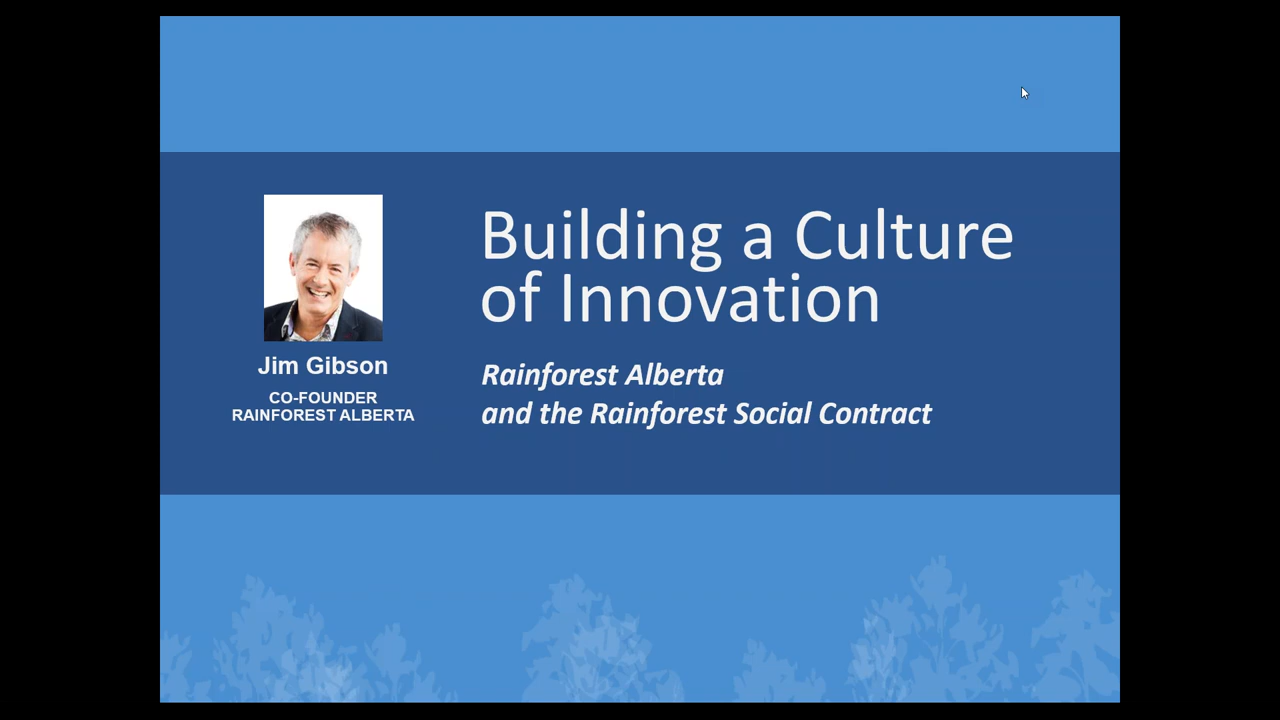 Jim Gibson
CO-FOUNDER
RAINFOREST ALBERTA
Building a Culture
of Innovation
Rainforest Alberta
and the Rainforest Social Contract